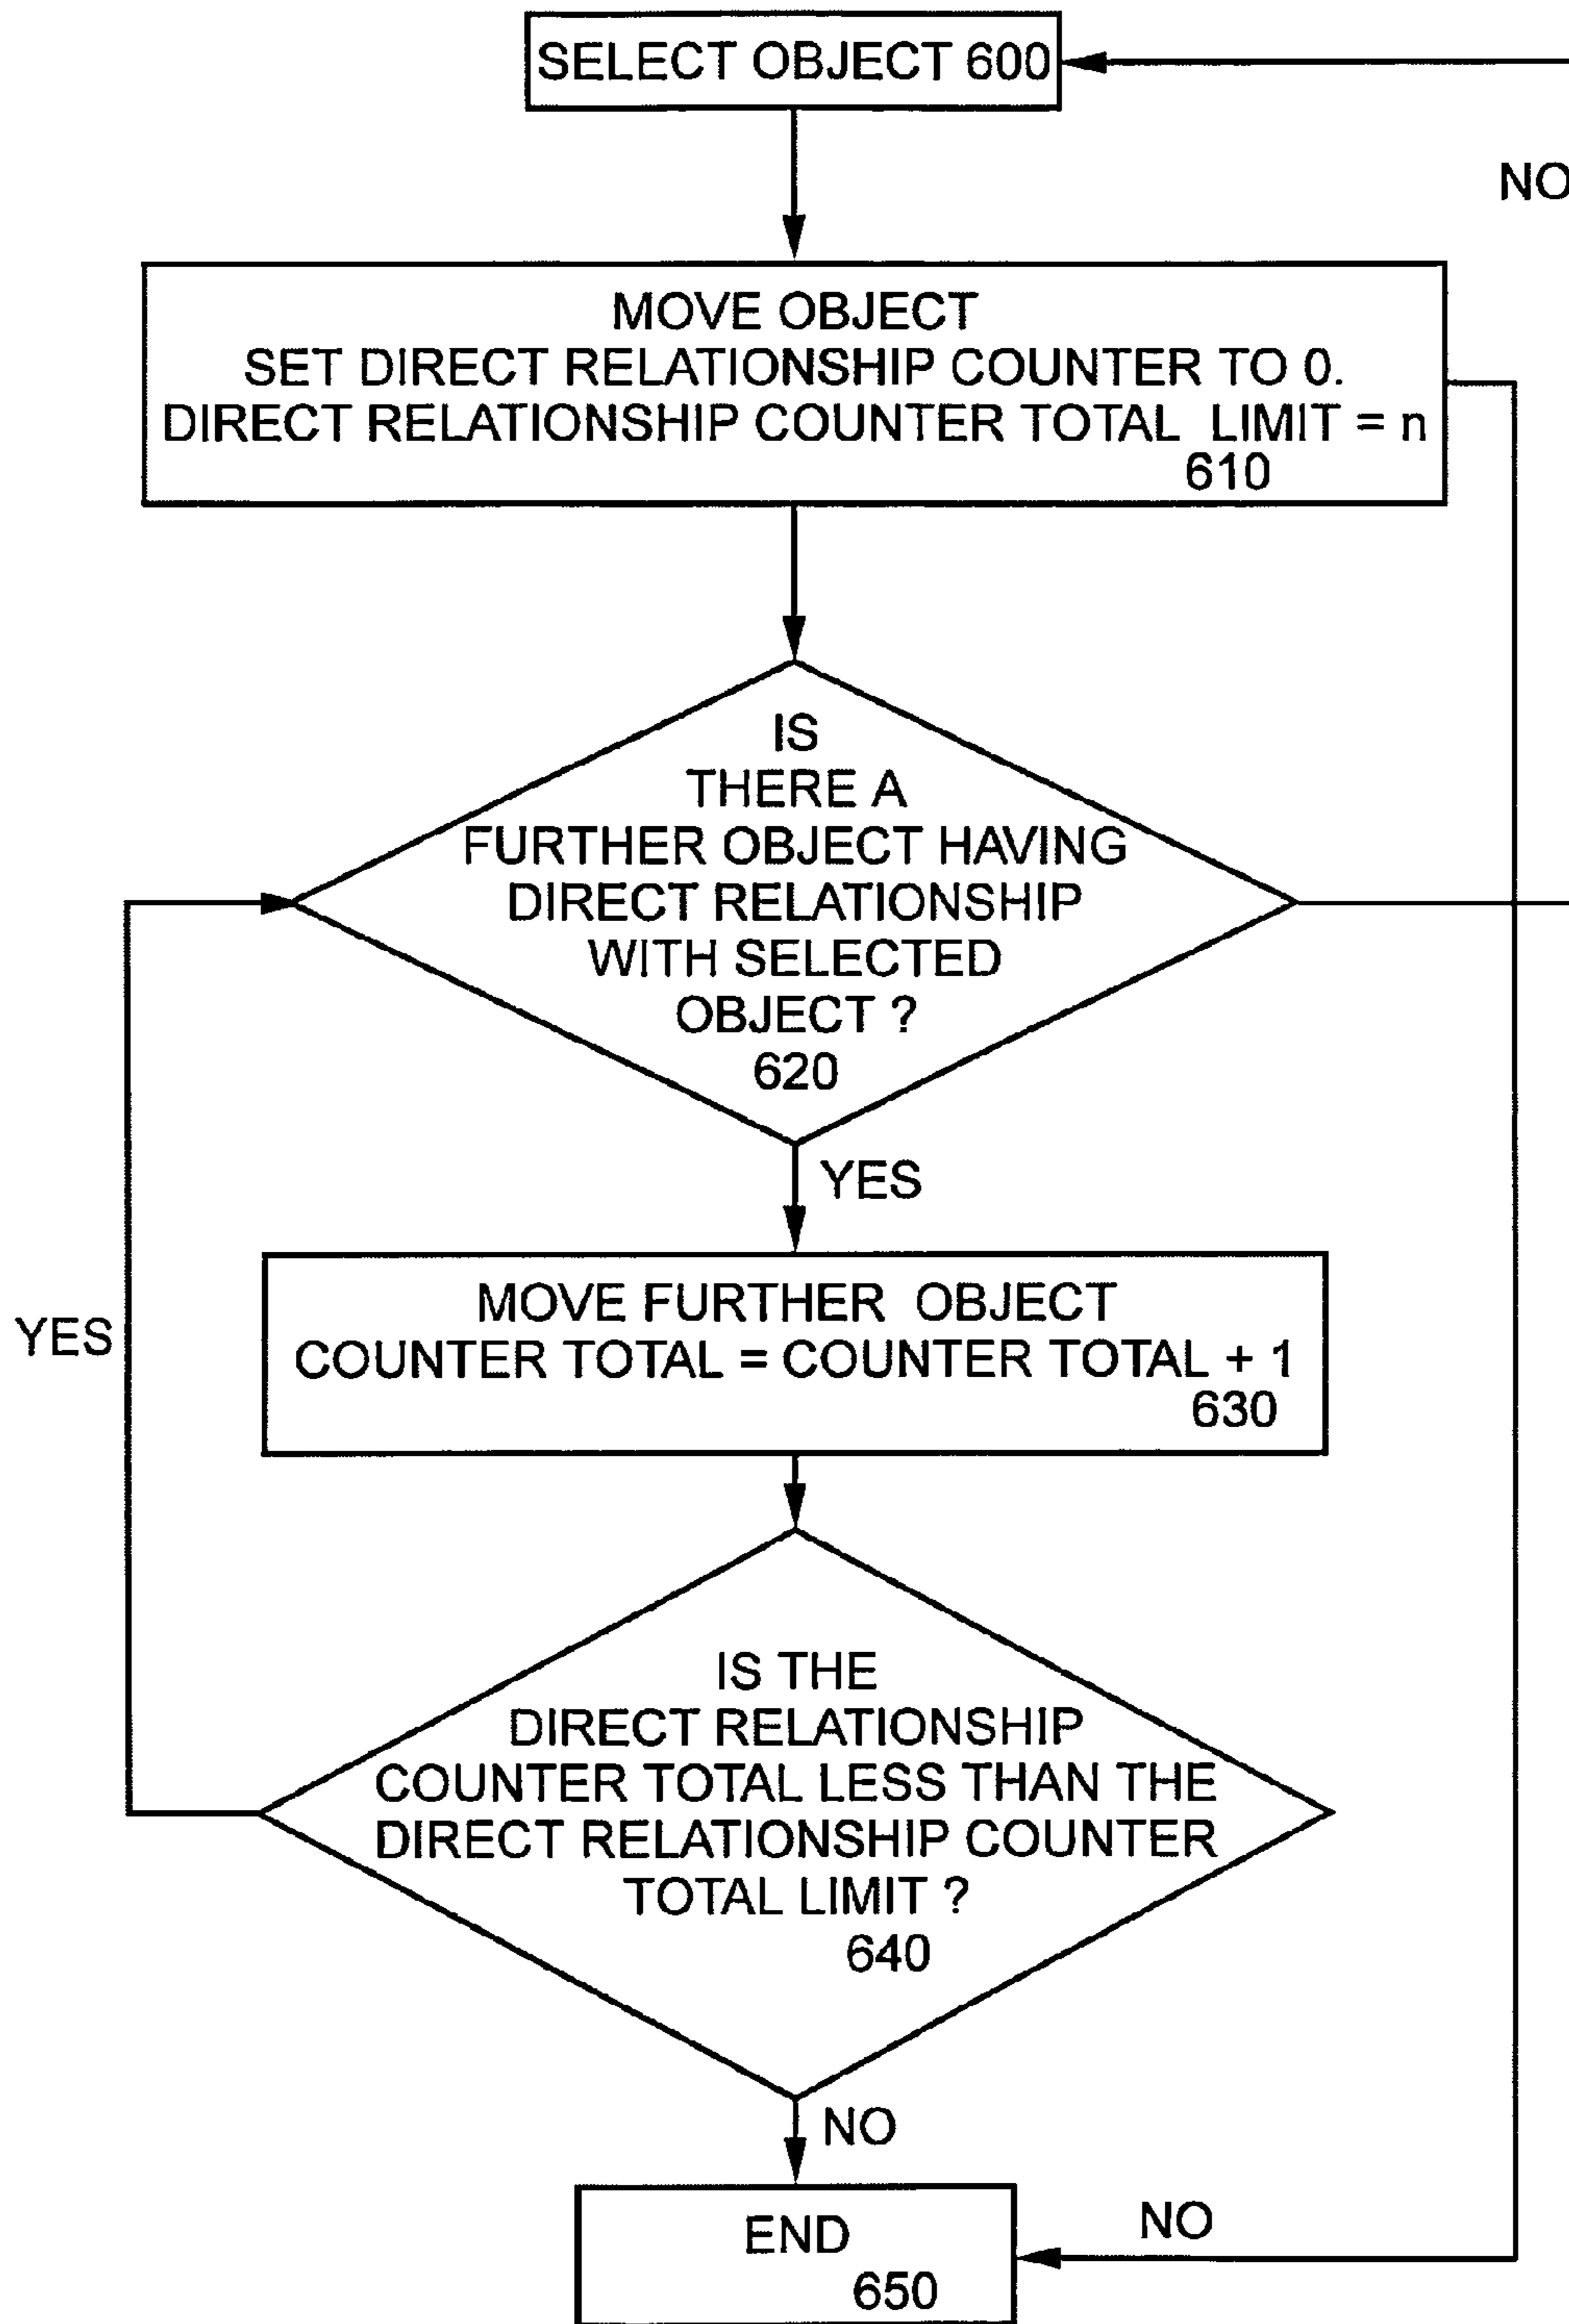 SELECT OBJECT 600
NO
MOVE OBJECT
SET DIRECT RELATIONSHIP COUNTER TO 0.
DIRECT RELATIONSHIP COUNTER TOTAL LIMIT = n
610
IS
THERE A
FURTHER OBJECT HAVING
DIRECT RELATIONSHIP
WITH SELECTED
OBJECT ?
620
YES
MOVE FURTHER OBJECT
COUNTER TOTAL = COUNTER TOTAL + 1
630
YES
IS THE
DIRECT RELATIONSHIP
COUNTER TOTAL LESS THAN THE
DIRECT RELATIONSHIP COUNTER
TOTAL LIMIT ?
640
NO
END
650
NO